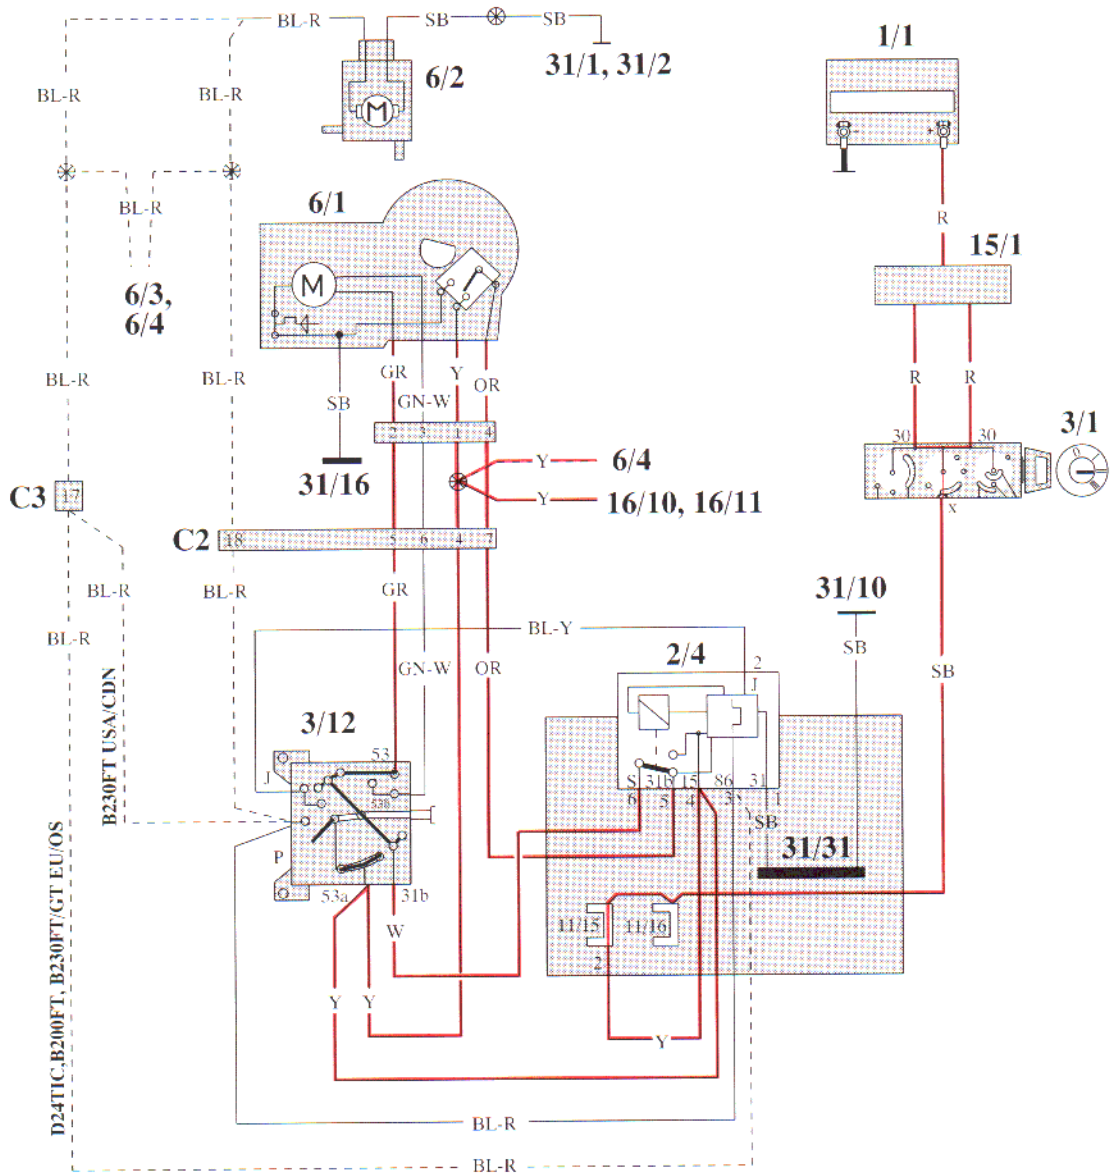 BL-R
SB
SB
1/1
31/1, 31/2
6/2
M
BL-R
BL-R
-
+
BL-R
6/1
R
15/1
M
6/3,
6/4
BL-R
BL-R
GR
Y
OR
R
R
SB
GN-W
3/1
2
3
1
4
30
30
Y
6/4
31/16
C3
17
Y
16/10, 16/11
x
C2
18
5
6
4
7
BL-R
BL-R
GR
31/10
BL-R
BL-Y
SB
GN-W
OR
2/4
2
SB
J
B230FT USA/CDN
3/12
53
J
S
31b
15
86
31
6
5
4
3
1
SB
P
31/31
53a
31b
W
11/15
11/16
2
D24TIC,B200FT, B230FT/GT EU/OS
Y
Y
Y
BL-R
BL-R